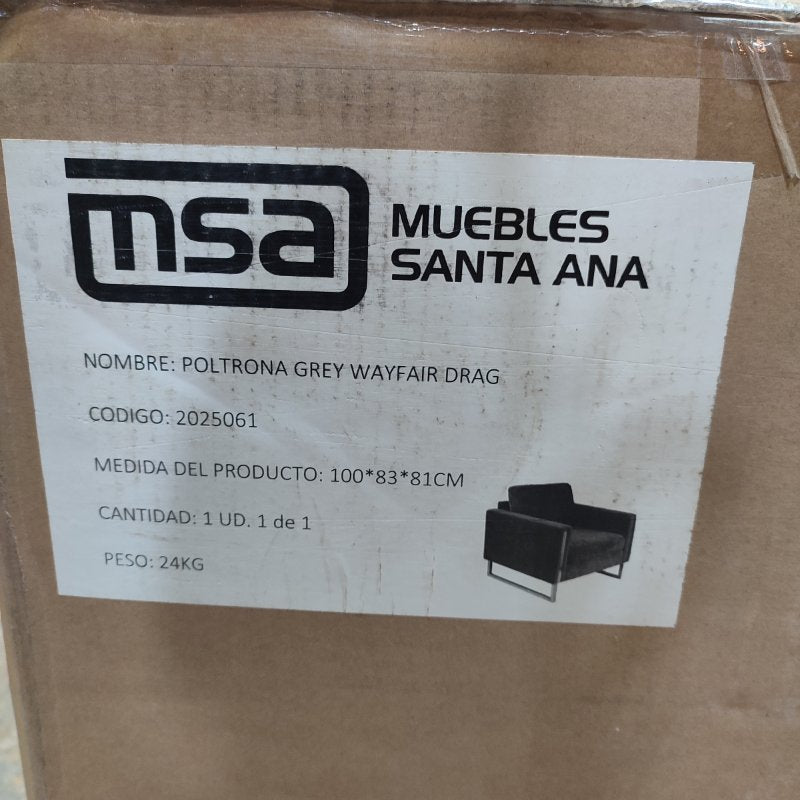 msa
MUEBLES
SANTA ANA
NOMBRE: POLTRONA GREY WAYFAIR DRAG
CODIGO: 2025061
MEDIDA DEL PRODUCTO: 100*83*81CM
CANTIDAD: 1 UD. 1 de 1
PESO: 24KG